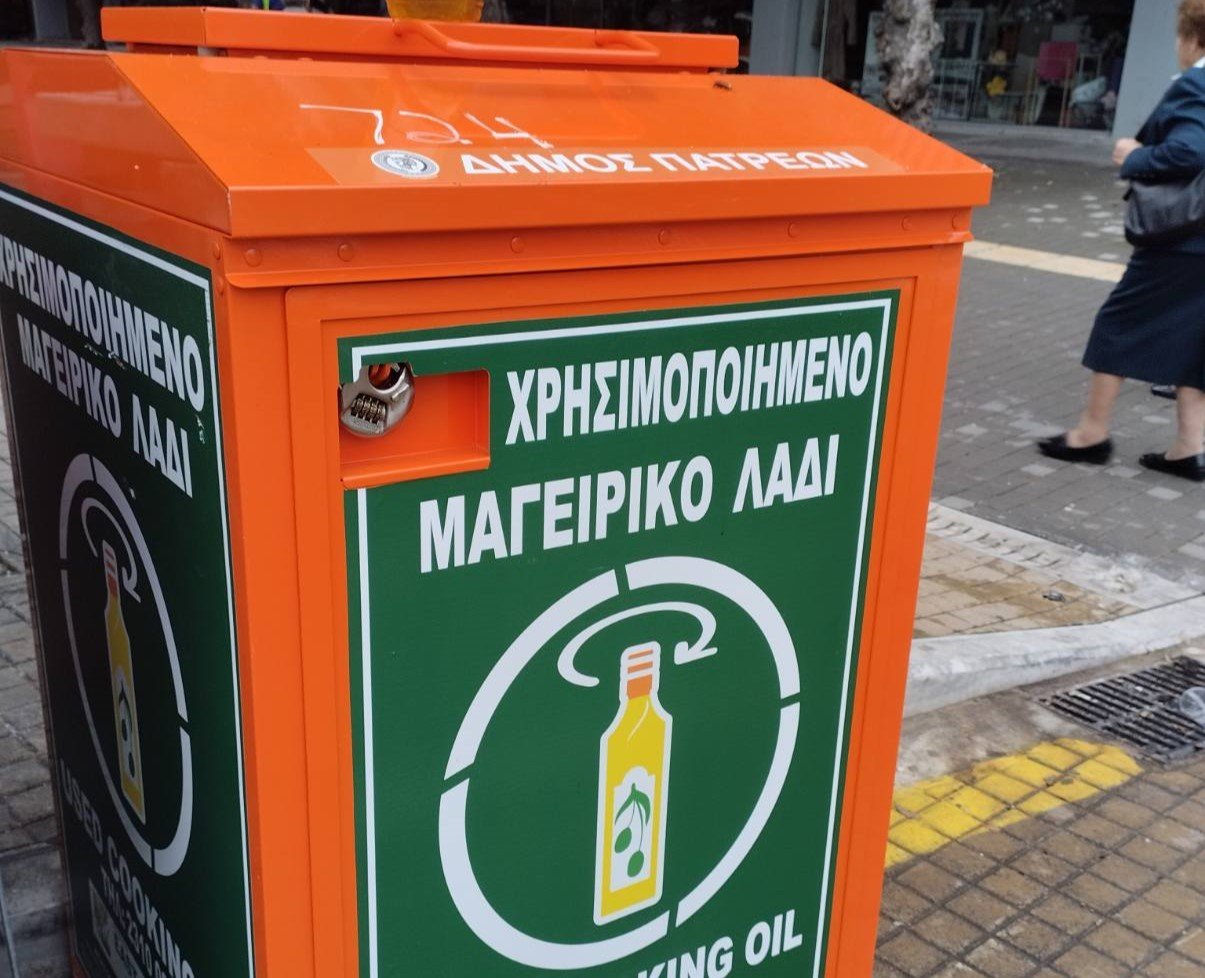 724
ΔΗΜΟΣ ΠΑΤΡΕΩΝ
ΧΡΗΣΙΜΟΠΟΙΗΜΕΝΟ
ΜΑΓΕΙΡΙΚΟ ΛΑΔΙ
KING OIL
ΧΡΗΣΙΜΟΠΟΙΗΜΕΝΟ
ΜΑΓΕΙΡΙΚΟ ΛΑΔΙ
USED COOKING